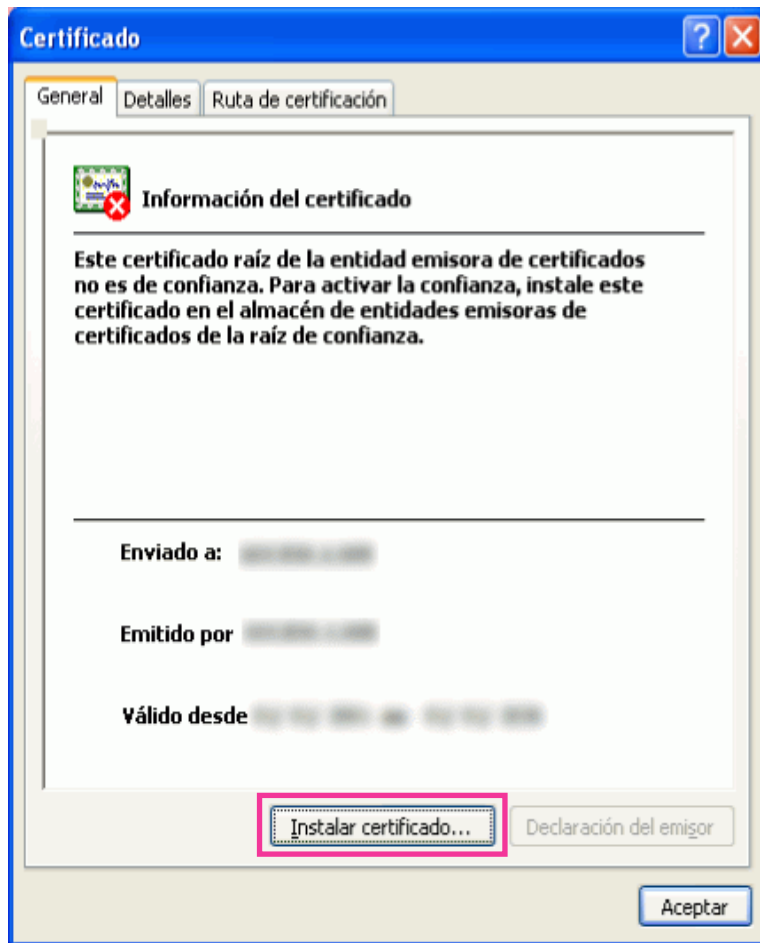 Certificado
General Detalles Ruta de certificación
Información del certificado
Este certificado raíz de la entidad emisora de certificados
no es de confianza. Para activar la confianza, instale este
certificado en el almacén de entidades emisoras de
certificados de la raíz de confianza.
Enviado a:
Emitido por
Válido desde
Instalar certificado... Declaración del emisor
Aceptar